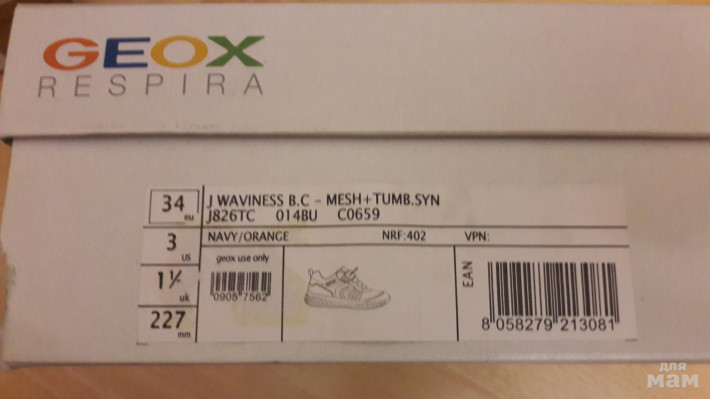 GEOX
RESPIRA
34 eu
J WAVINESS B.C - MESH+TUMB.SYN
J826TC 014BU C0659
3 US
NAVY/ORANGE NRF:402 VPN:
geox use only
1½ uk
0905 7562
EAN
227 mm
8 058279 213081
для
мам